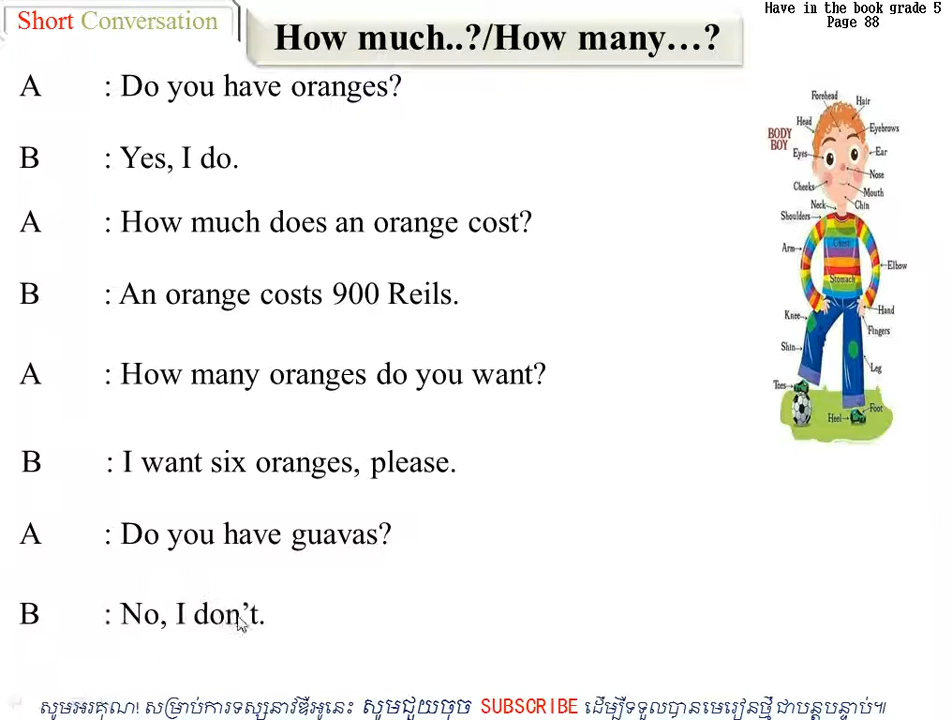 Short Conversation
How much..?/How many…?
Have in the book grade 5
Page 88
A : Do you have oranges?
B : Yes, I do.
A : How much does an orange cost?
B : An orange costs 900 Reils.
A : How many oranges do you want?
B : I want six oranges, please.
A : Do you have guavas?
B : No, I don’t.
BODY
BOY
Forehead
Hair
Head
Eyebrows
Eyes
Ear
Nose
Cheeks
Mouth
Neck
Chin
Shoulders
Chest
Arm
Elbow
Stomach
Hand
Knee
Fingers
Shin
Leg
Toes
Foot
Heel
សូមអរគុណ! សម្រាប់ការទស្សនាវីឌីអូនេះ សូមជួយចុច SUBSCRIBE ដើម្បីទទួលបានមេរៀនថ្មី ជាបន្តបន្ទាប់៕